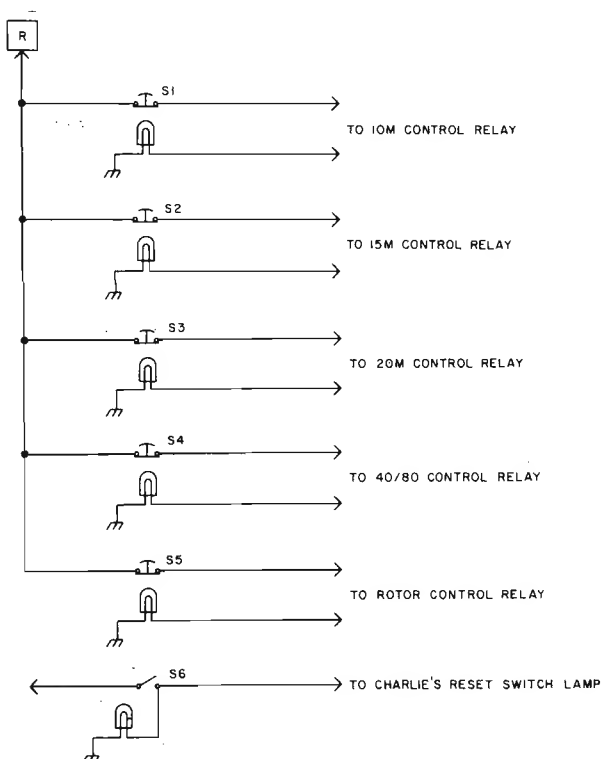 R
S1
TO 10M CONTROL RELAY
S2
TO 15M CONTROL RELAY
S3
TO 20M CONTROL RELAY
S4
TO 40/80 CONTROL RELAY
S5
TO ROTOR CONTROL RELAY
S6
TO CHARLIE'S RESET SWITCH LAMP